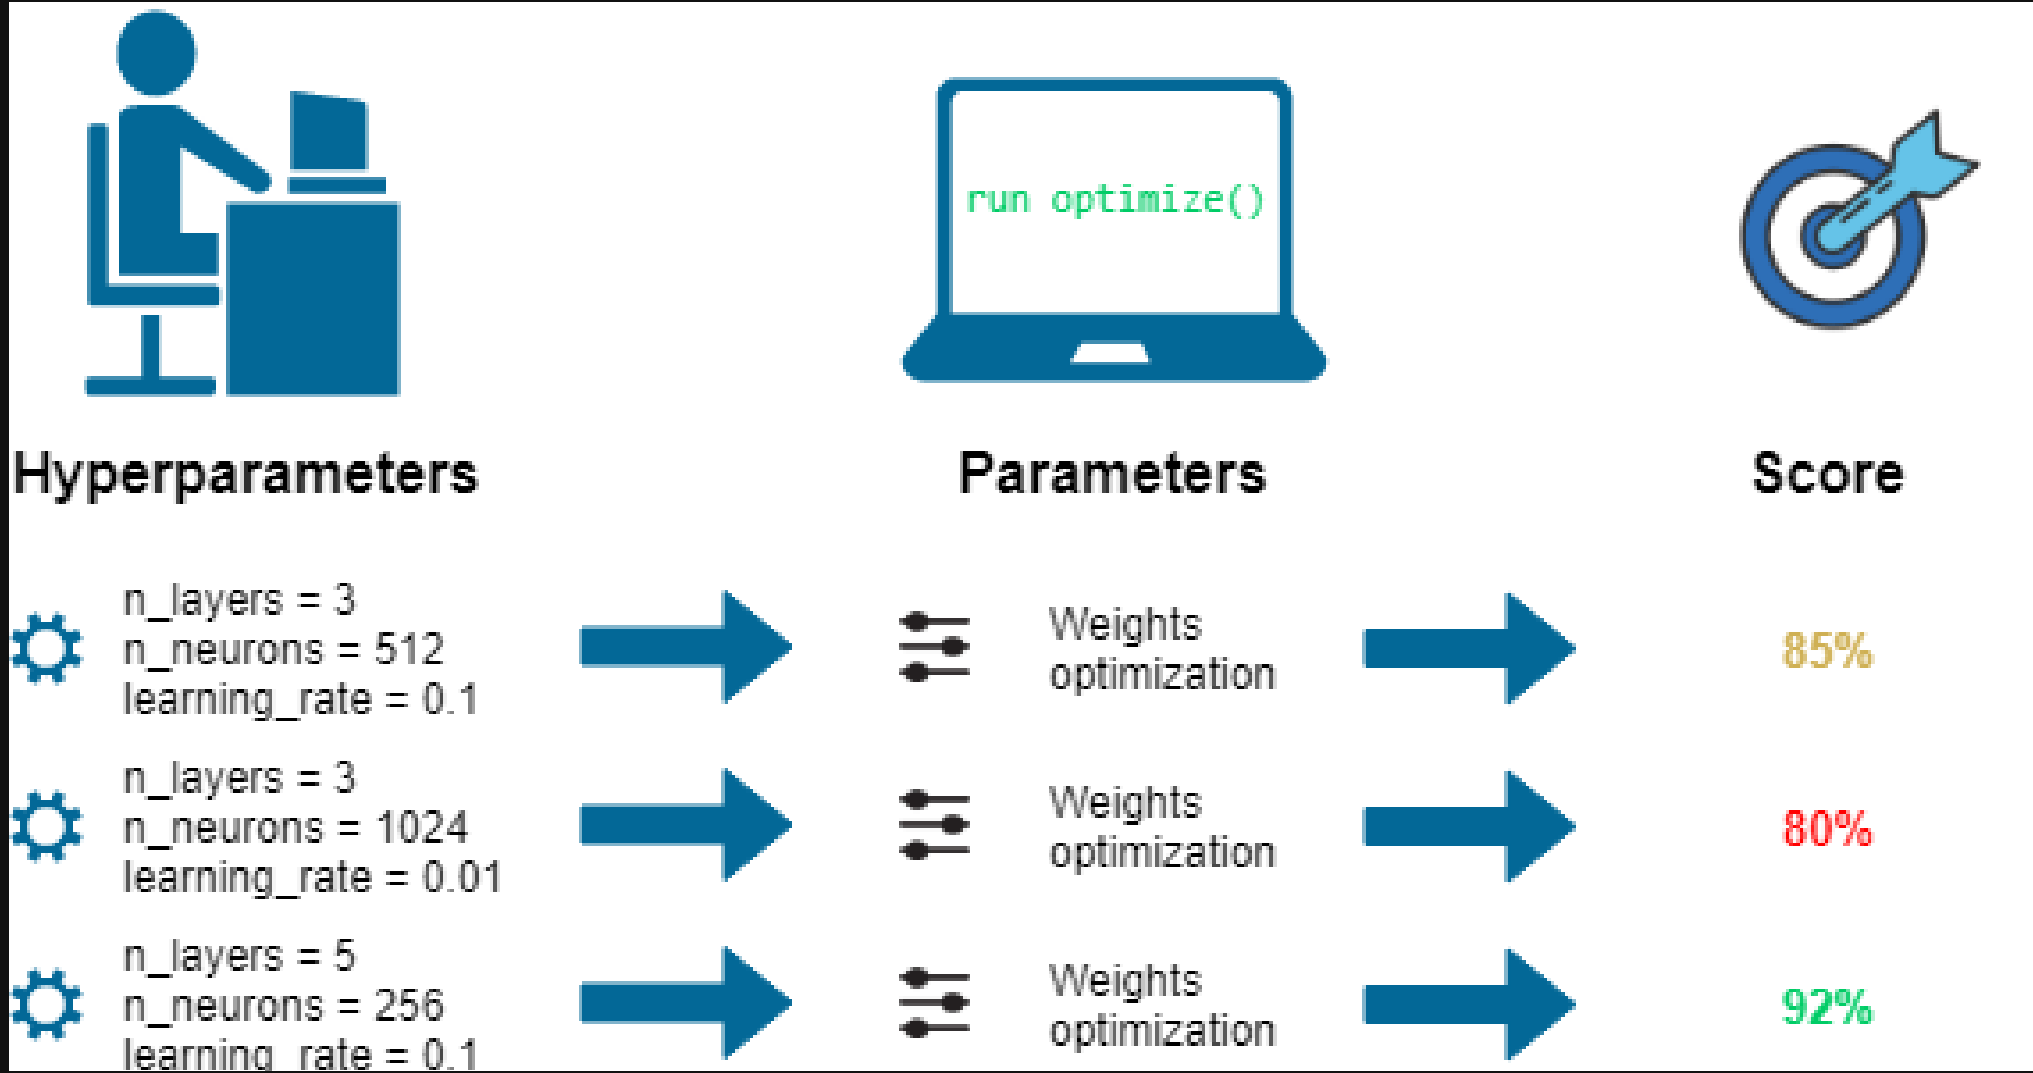 run optimize()
Hyperparameters
Parameters
Score
n_layers = 3
n_neurons = 512
learning_rate = 0.1
Weights
optimization
85%
n_layers = 3
n_neurons = 1024
learning_rate = 0.01
Weights
optimization
80%
n_layers = 5
n_neurons = 256
learning_rate = 0.1
Weights
optimization
92%